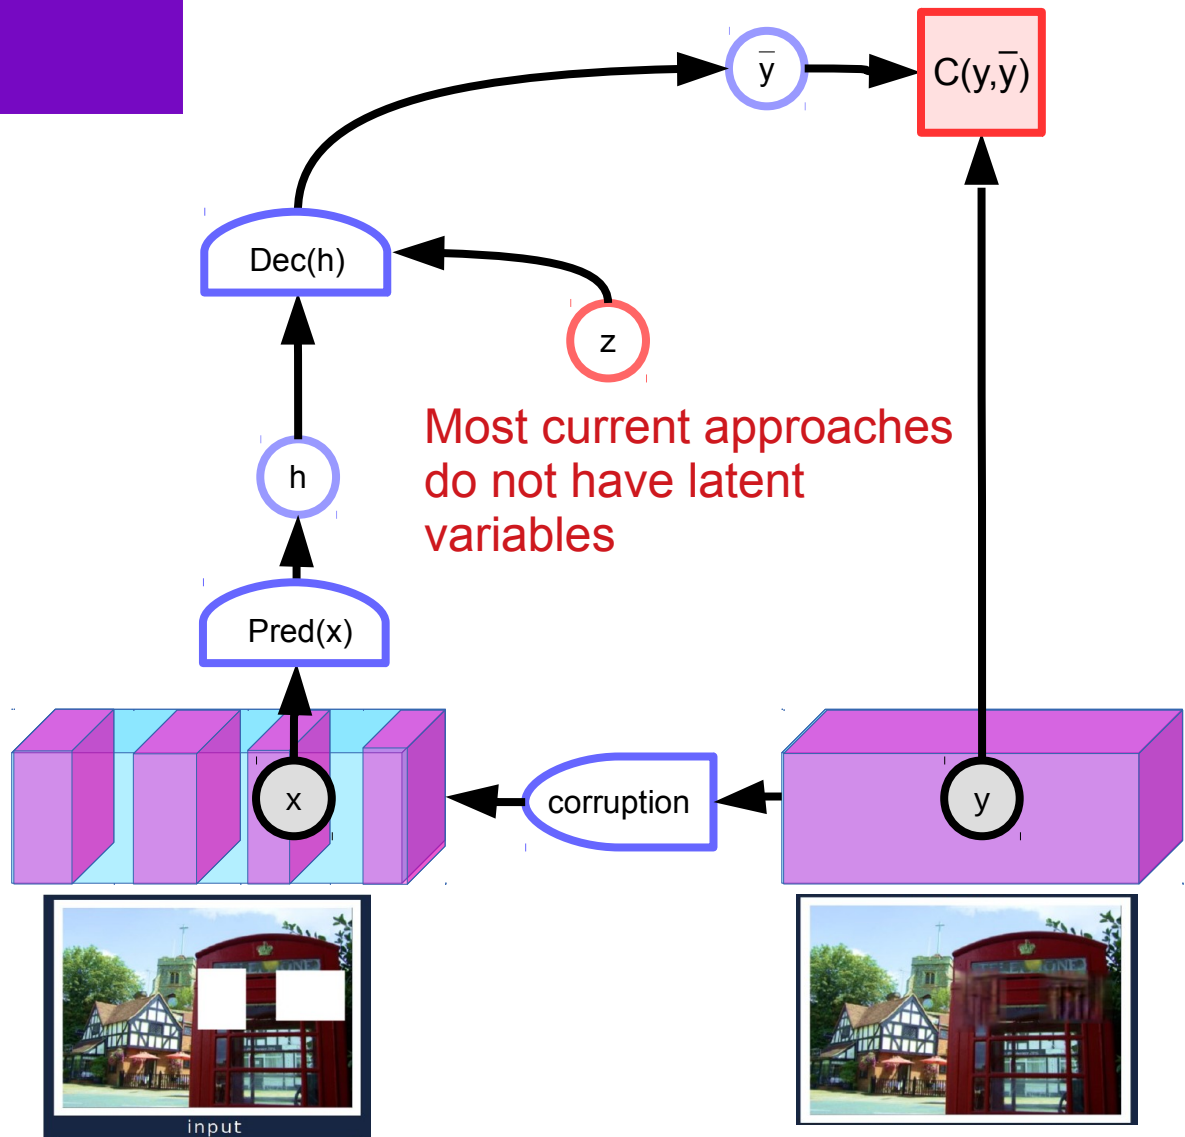 y̅
C(y,y̅)
Dec(h)
z
Most current approaches
do not have latent
variables
h
Pred(x)
x
corruption
y
input